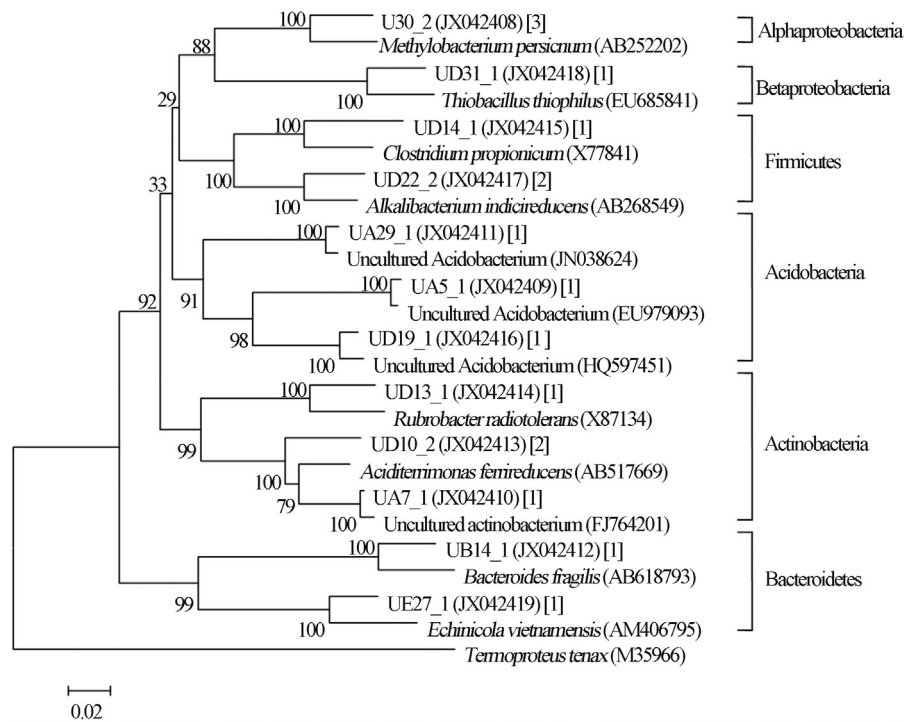 100 U30_2 (JX042408) [3]
Methylobacterium persicnum (AB252202)
Alphaproteobacteria
88
UD31_1 (JX042418) [1]
100 Thiobacillus thiophilus (EU685841)
Betaproteobacteria
29
100 UD14_1 (JX042415) [1]
Clostridium propionicum (X77841)
Firmicutes
100
UD22_2 (JX042417) [2]
100 Alkalibacterium indicireducens (AB268549)
33
100 UA29_1 (JX042411) [1]
Uncultured Acidobacterium (JN038624)
Acidobacteria
91
100 UA5_1 (JX042409) [1]
Uncultured Acidobacterium (EU979093)
98
UD19_1 (JX042416) [1]
100 Uncultured Acidobacterium (HQ597451)
92
100 UD13_1 (JX042414) [1]
Rubrobacter radiotolerans (X87134)
Actinobacteria
99
UD10_2 (JX042413) [2]
100 Aciditerrimonas ferrireducens (AB517669)
79
UA7_1 (JX042410) [1]
100 Uncultured actinobacterium (FJ764201)
100 UB14_1 (JX042412) [1]
Bacteroides fragilis (AB618793)
Bacteroidetes
99
UE27_1 (JX042419) [1]
100 Echinicola vietnamensis (AM406795)
Termoproteus tenax (M35966)
0.02